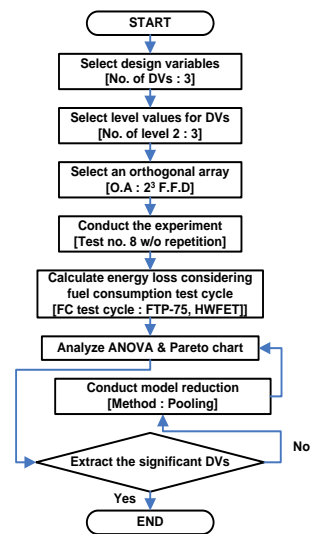 START
Select design variables
[No. of DVs : 3]
Select level values for DVs
[No. of level 2 : 3]
Select an orthogonal array
[O.A : 2³ F.F.D]
Conduct the experiment
[Test no. 8 w/o repetition]
Calculate energy loss considering
fuel consumption test cycle
[FC test cycle : FTP-75, HWFET]]
Analyze ANOVA & Pareto chart
Conduct model reduction
[Method : Pooling]
No
Extract the significant DVs
Yes
END